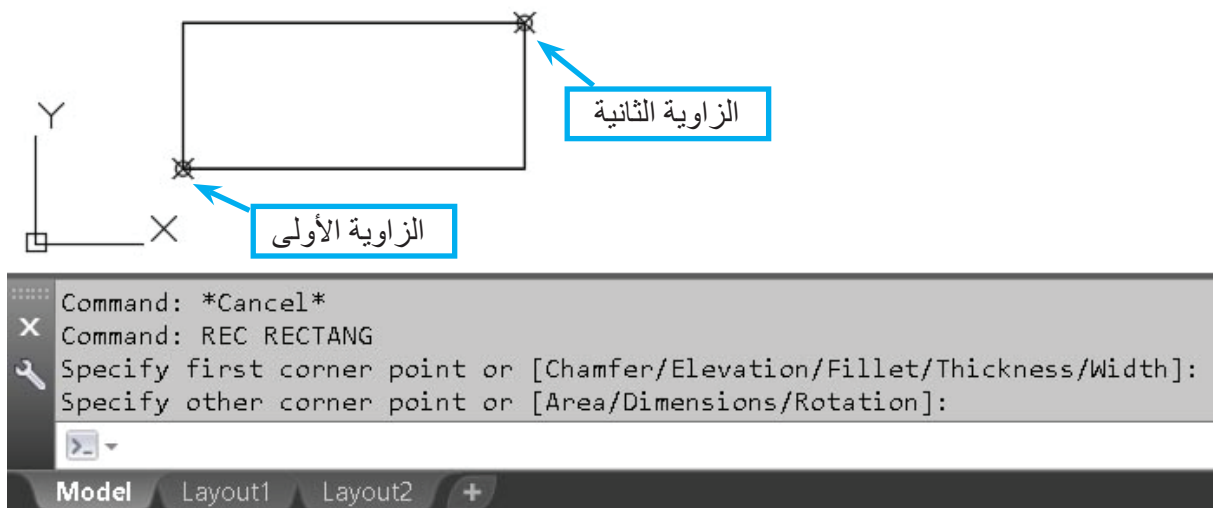 الزاوية الثانية
Y
الزاوية الأولى
X
Command: *Cancel*
Command: REC RECTANG
Specify first corner point or [Chamfer/Elevation/Fillet/Thickness/Width]:
Specify other corner point or [Area/Dimensions/Rotation]:
Model Layout1 Layout2 +